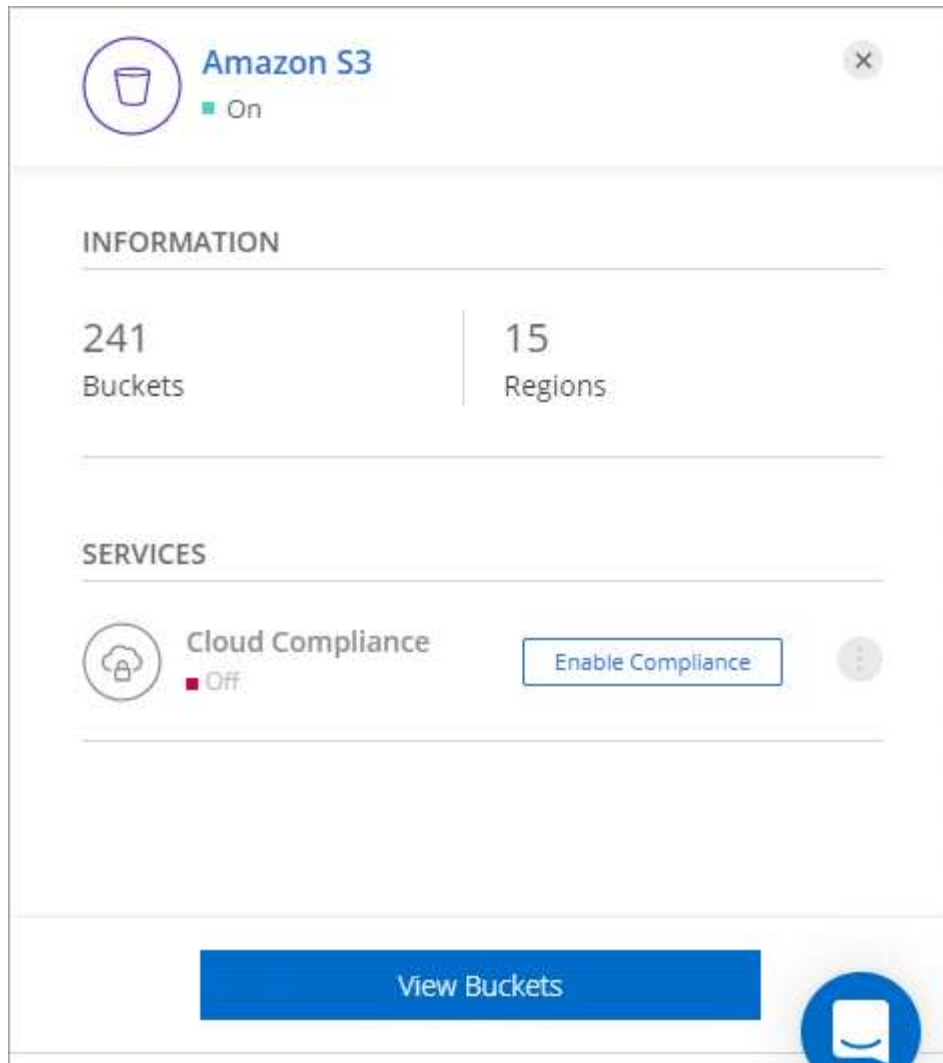 Amazon S3
On
INFORMATION
241
Buckets
15
Regions
SERVICES
Cloud Compliance
Off
Enable Compliance
View Buckets